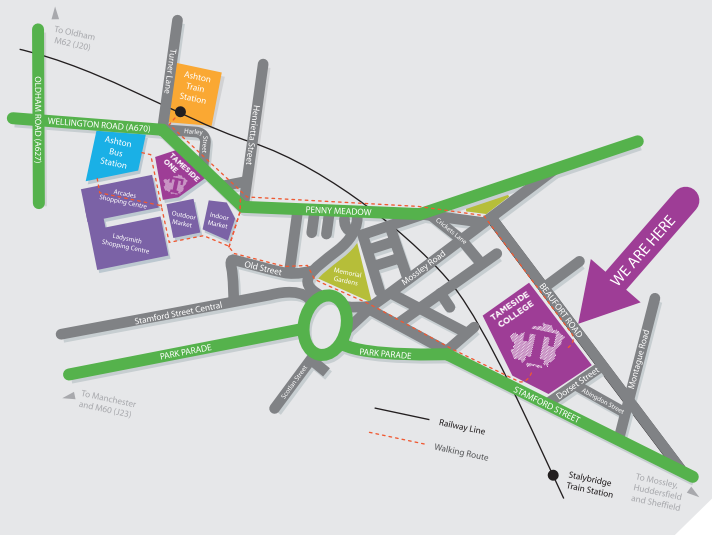 To Oldham
M62 (J20)
OLDHAM ROAD (A627)
WELLINGTON ROAD (A670)
Turner Lane
Ashton
Train
Station
Harley
Street
Henrietta Street
Ashton
Bus
Station
TAMESIDE
ONE
Arcades
Shopping Centre
Ladysmith
Shopping Centre
Outdoor
Market
Indoor
Market
PENNY MEADOW
Crickets Lane
Old Street
Memorial
Gardens
Mossley Road
WE ARE HERE
BEAUFORT ROAD
TAMESIDE
COLLEGE
Stamford Street Central
PARK PARADE
PARK PARADE
Scotlan Street
STAMFORD STREET
Dorset Street
Abingdon Street
Montague Road
To Manchester
and M60 (J23)
Railway Line
Walking Route
Stalybridge
Train Station
To Mossley,
Huddersfield
and Sheffield